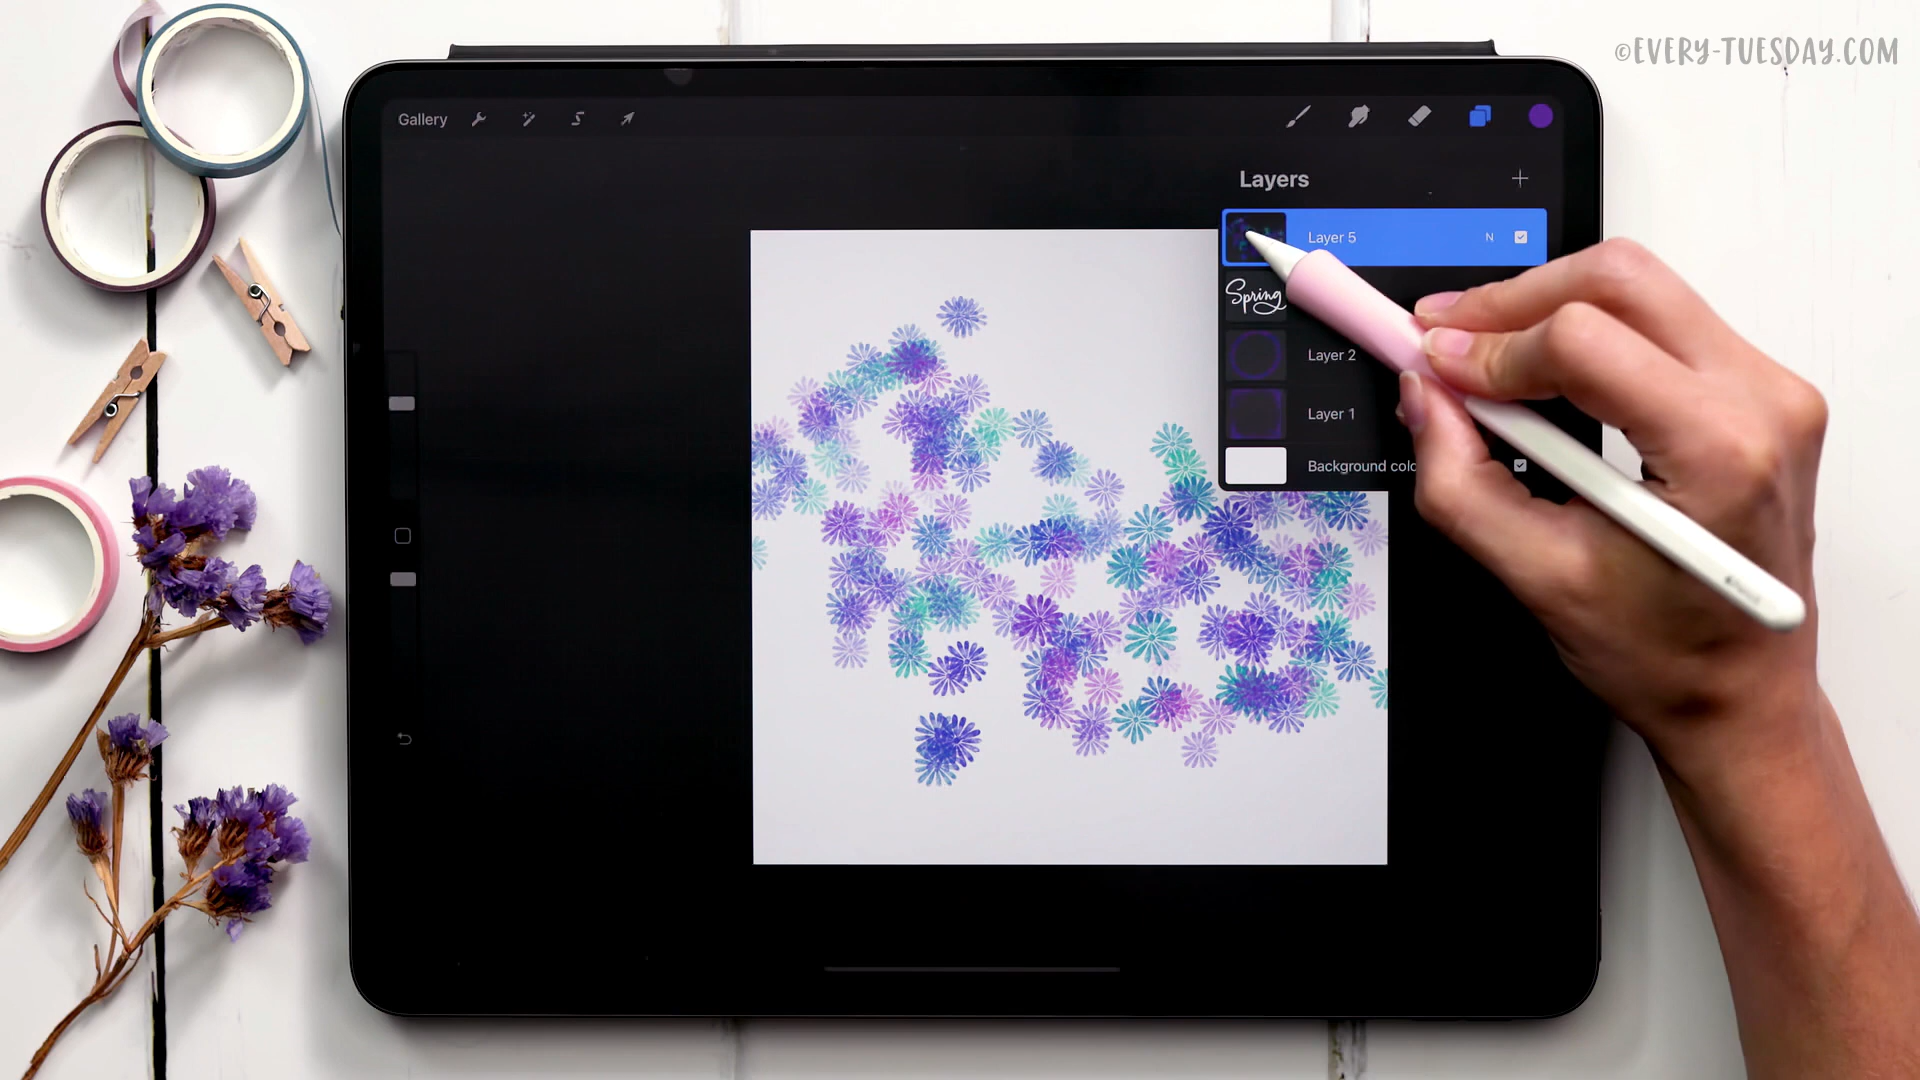 ©EVERY-TUESDAY.COM
Gallery
Layers
Layer 5 N
Spring
Layer 2
Layer 1
Background colo